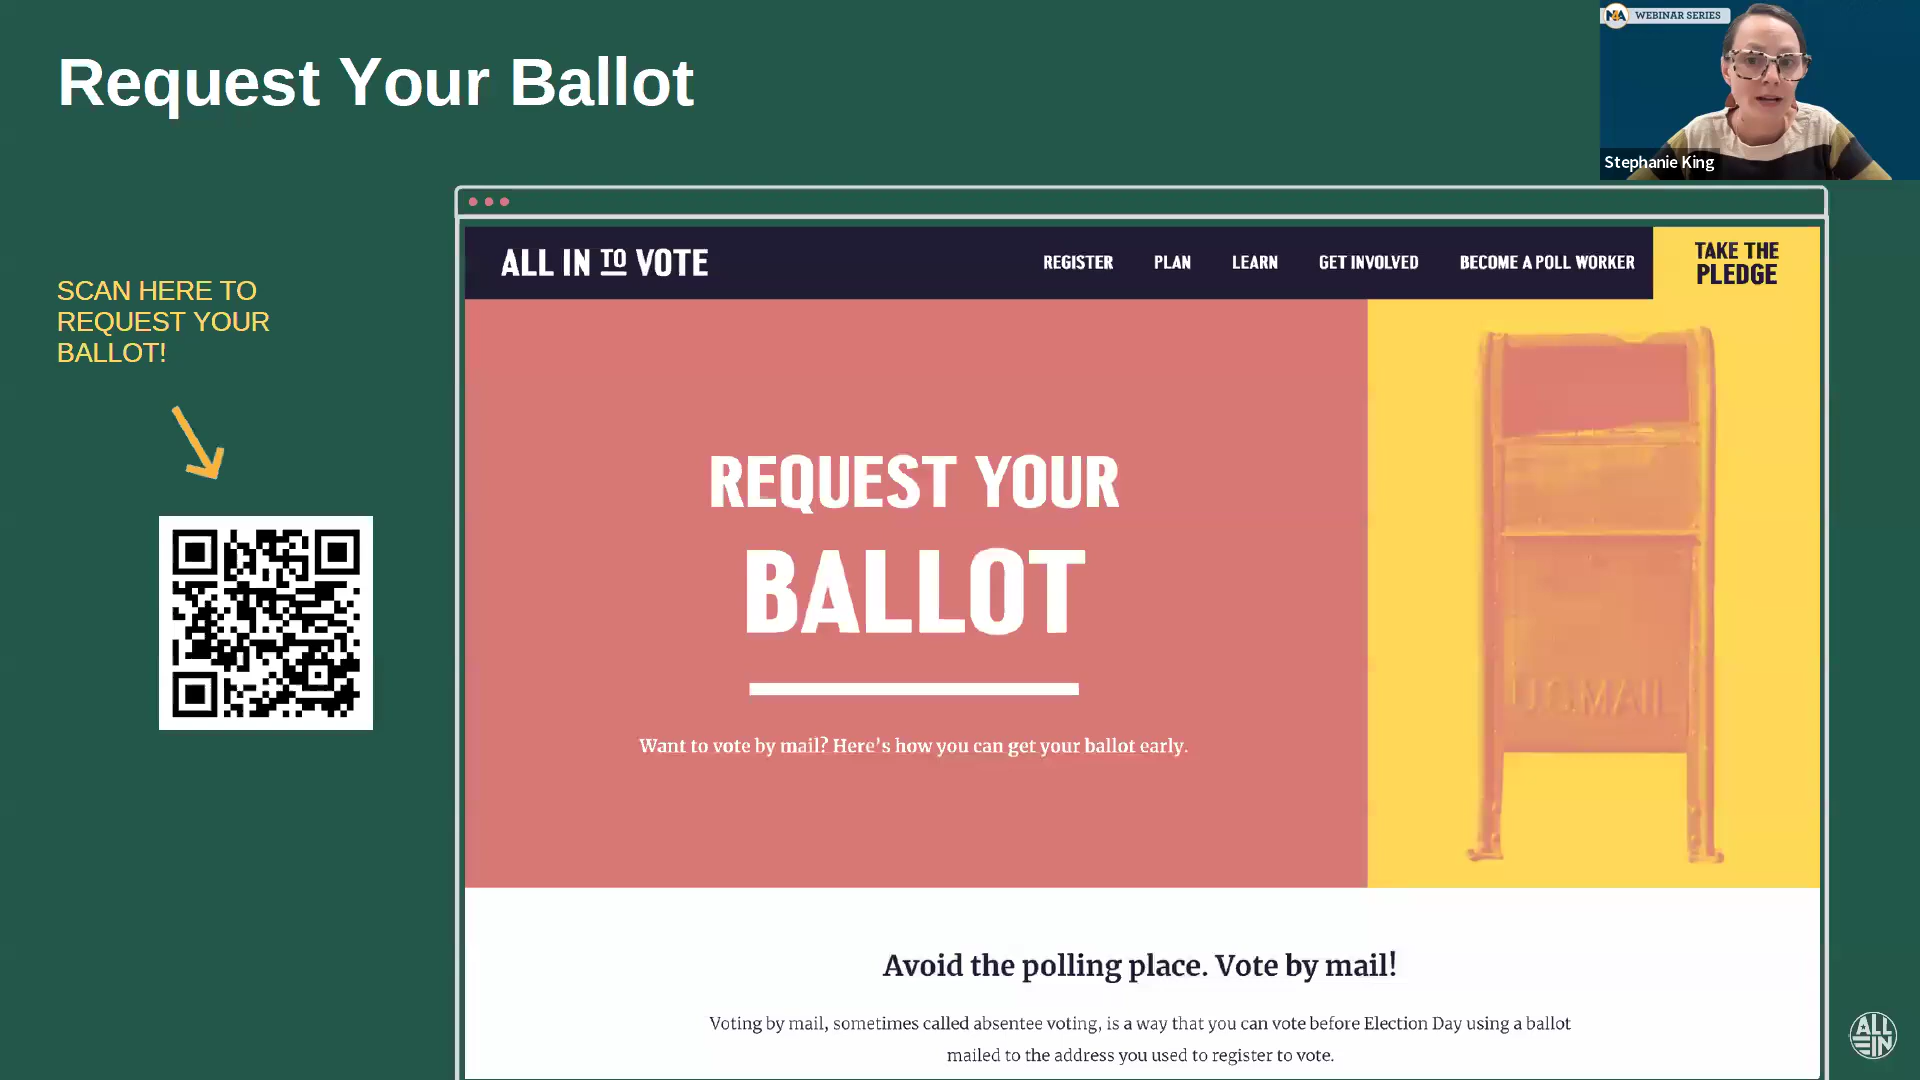 Request Your Ballot
WEBINAR SERIES
Stephanie King
SCAN HERE TO
REQUEST YOUR
BALLOT!
ALL IN TO VOTE
REGISTER
PLAN
LEARN
GET INVOLVED
BECOME A POLL WORKER
TAKE THE
PLEDGE
REQUEST YOUR
BALLOT
Want to vote by mail? Here's how you can get your ballot early.
U.S.MAIL
Avoid the polling place. Vote by mail!
Voting by mail, sometimes called absentee voting, is a way that you can vote before Election Day using a ballot
mailed to the address you used to register to vote.
ALL
IN